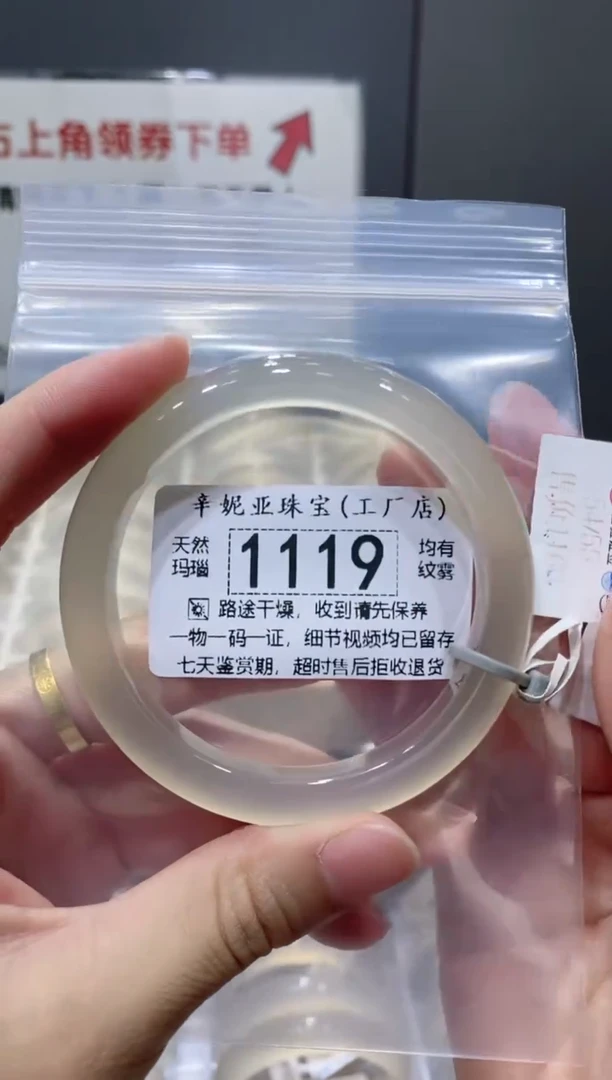 右上角领券下单
辛妮亚珠宝(工厂店)
天然
玛瑙
1119
均有
纹雾
路途干燥，收到请先保养
一物一码一证，细节视频均已留存
七天鉴赏期，超时售后拒收退货